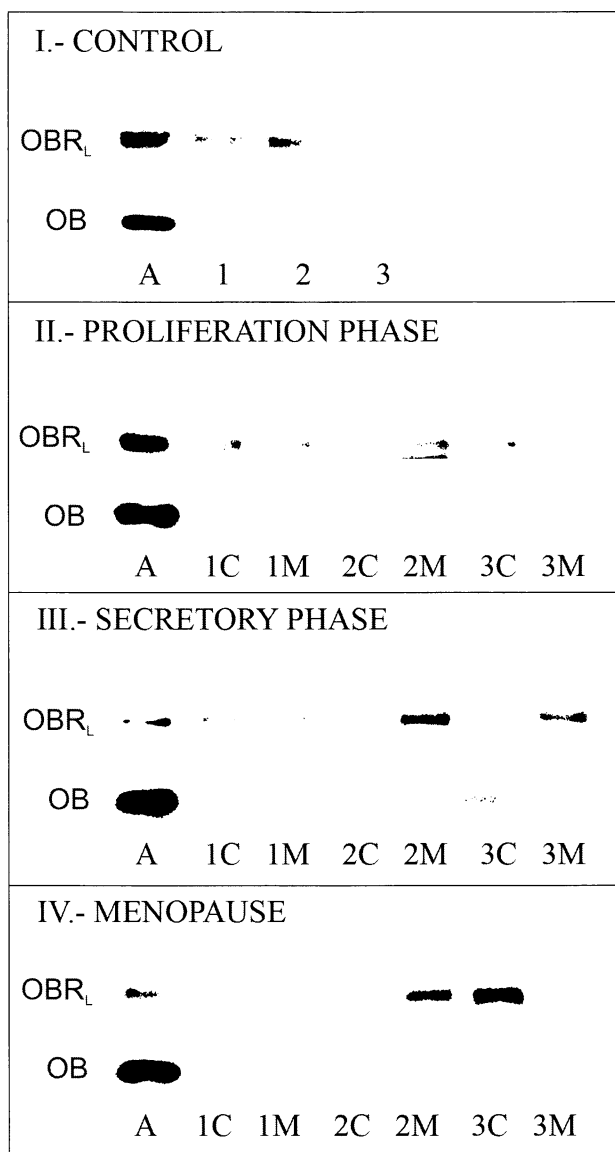 I.- CONTROL
OBRL
OB
A 1 2 3
II.- PROLIFERATION PHASE
OBRL
OB
A 1C 1M 2C 2M 3C 3M
III.- SECRETORY PHASE
OBRL
OB
A 1C 1M 2C 2M 3C 3M
IV.- MENOPAUSE
OBRL
OB
A 1C 1M 2C 2M 3C 3M